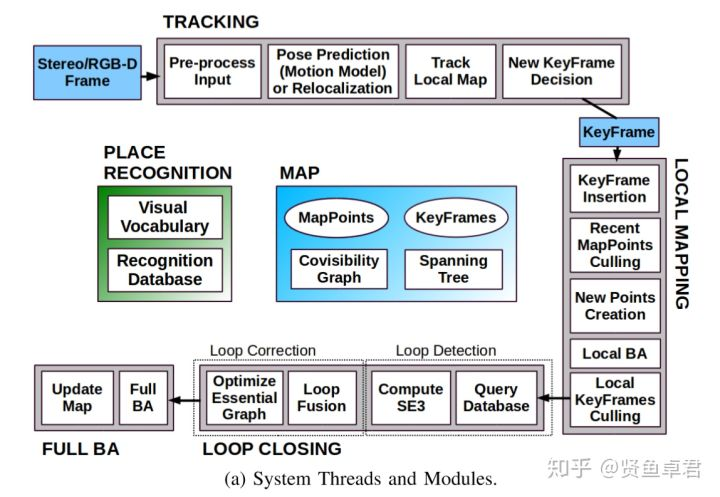 TRACKING
Stereo/RGB-D
Frame
Pre-process
Input
Pose Prediction
(Motion Model)
or Relocalization
Track
Local Map
New KeyFrame
Decision
KeyFrame
PLACE
RECOGNITION
Visual
Vocabulary
Recognition
Database
MAP
MapPoints
KeyFrames
Covisibility
Graph
Spanning
Tree
LOCAL MAPPING
KeyFrame
Insertion
Recent
MapPoints
Culling
New Points
Creation
Local BA
Local
KeyFrames
Culling
Loop Correction
Loop Detection
Update
Map
Full
BA
Optimize
Essential
Graph
Loop
Fusion
Compute
SE3
Query
Database
FULL BA
LOOP CLOSING
(a) System Threads and Modules.
知乎 @贤鱼卓君